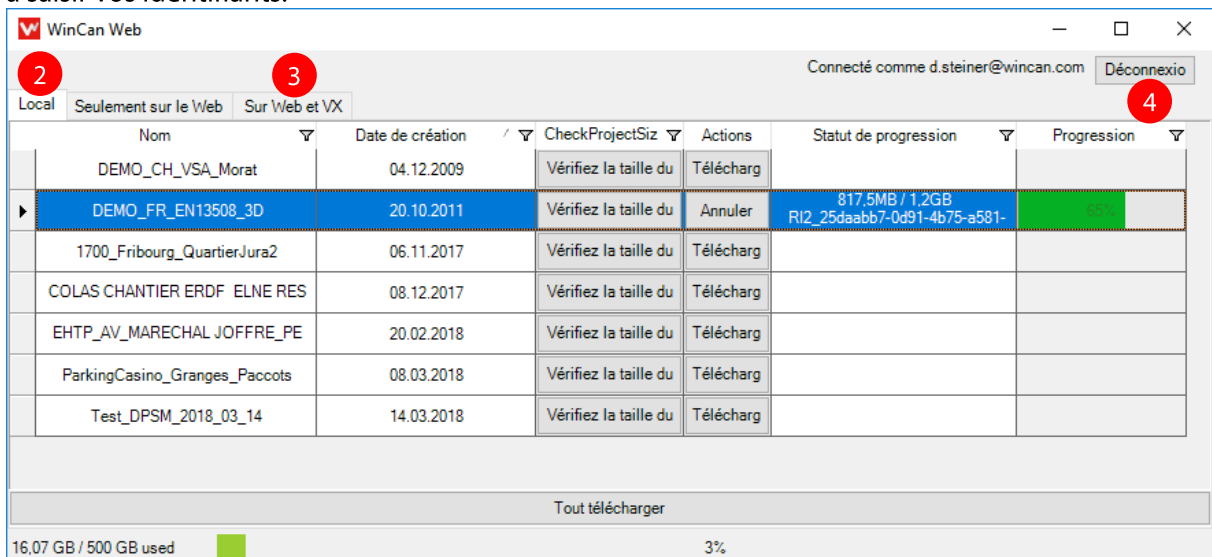 WinCan Web
2
3
Connecté comme d.steiner@wincan.com Déconnexio
4
Local Seulement sur le Web Sur Web et VX
Nom Date de création CheckProjectSiz Actions Statut de progression Progression
DEMO_CH_VSA_Morat 04.12.2009 Vérifiez la taille du Télécharg
DEMO_FR_EN13508_3D 20.10.2011 Vérifiez la taille du Annuler 817,5MB / 1,2GB 65%
RI2_25daabb7-0d91-4b75-a581-
1700_Fribourg_QuartierJura2 06.11.2017 Vérifiez la taille du Télécharg
COLAS CHANTIER ERDF ELNE RES 08.12.2017 Vérifiez la taille du Télécharg
EHTP_AV_MARECHAL JOFFRE_PE 20.02.2018 Vérifiez la taille du Télécharg
ParkingCasino_Granges_Paccots 08.03.2018 Vérifiez la taille du Télécharg
Test_DPSM_2018_03_14 14.03.2018 Vérifiez la taille du Télécharg
Tout télécharger
16,07 GB / 500 GB used 3%